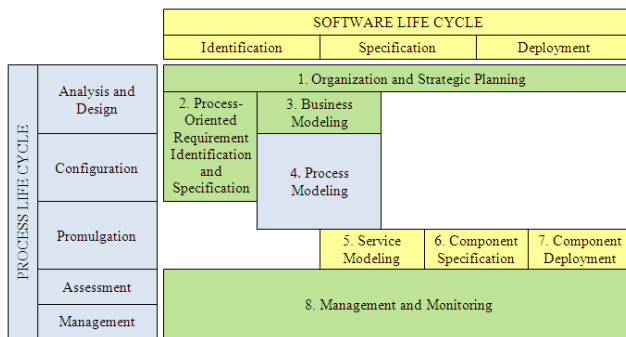 SOFTWARE LIFE CYCLE
Identification
Specification
Deployment
PROCESS LIFE CYCLE
Analysis and
Design
Configuration
Promulgation
Assessment
Management
1. Organization and Strategic Planning
2. Process-
Oriented
Requirement
Identification
and
Specification
3. Business
Modeling
4. Process
Modeling
5. Service
Modeling
6. Component
Specification
7. Component
Deployment
8. Management and Monitoring